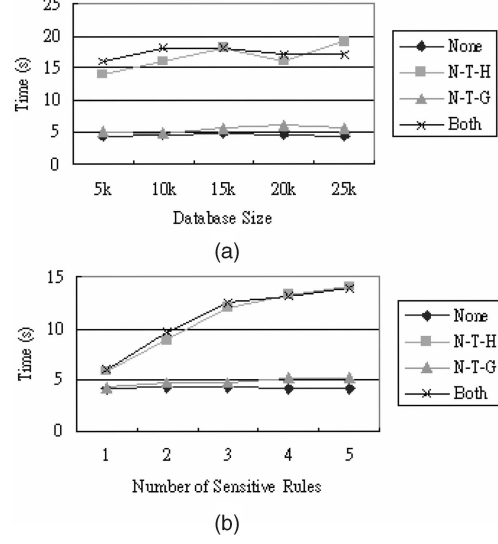 25
20
15
10
5
0
Time (s)
5k 10k 15k 20k 25k
Database Size
None
N-T-H
N-T-G
Both
(a)
15
10
5
0
Time (s)
1 2 3 4 5
Number of Sensitive Rules
None
N-T-H
N-T-G
Both
(b)